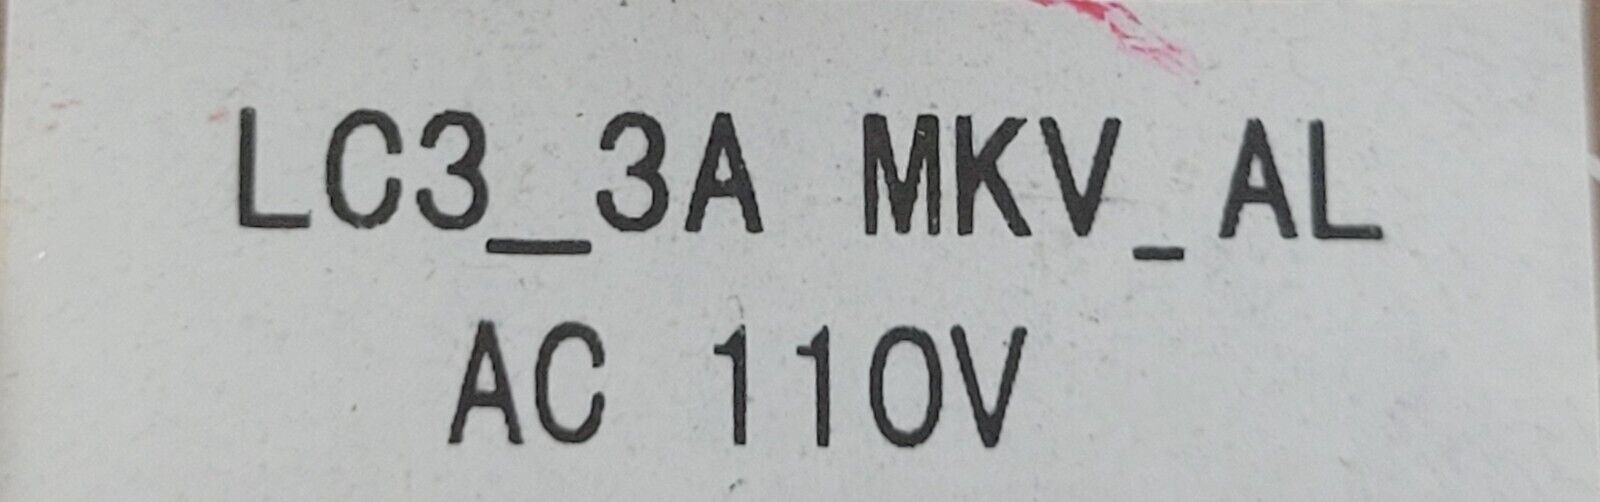 LC3_3A MKV_AL
AC 110V